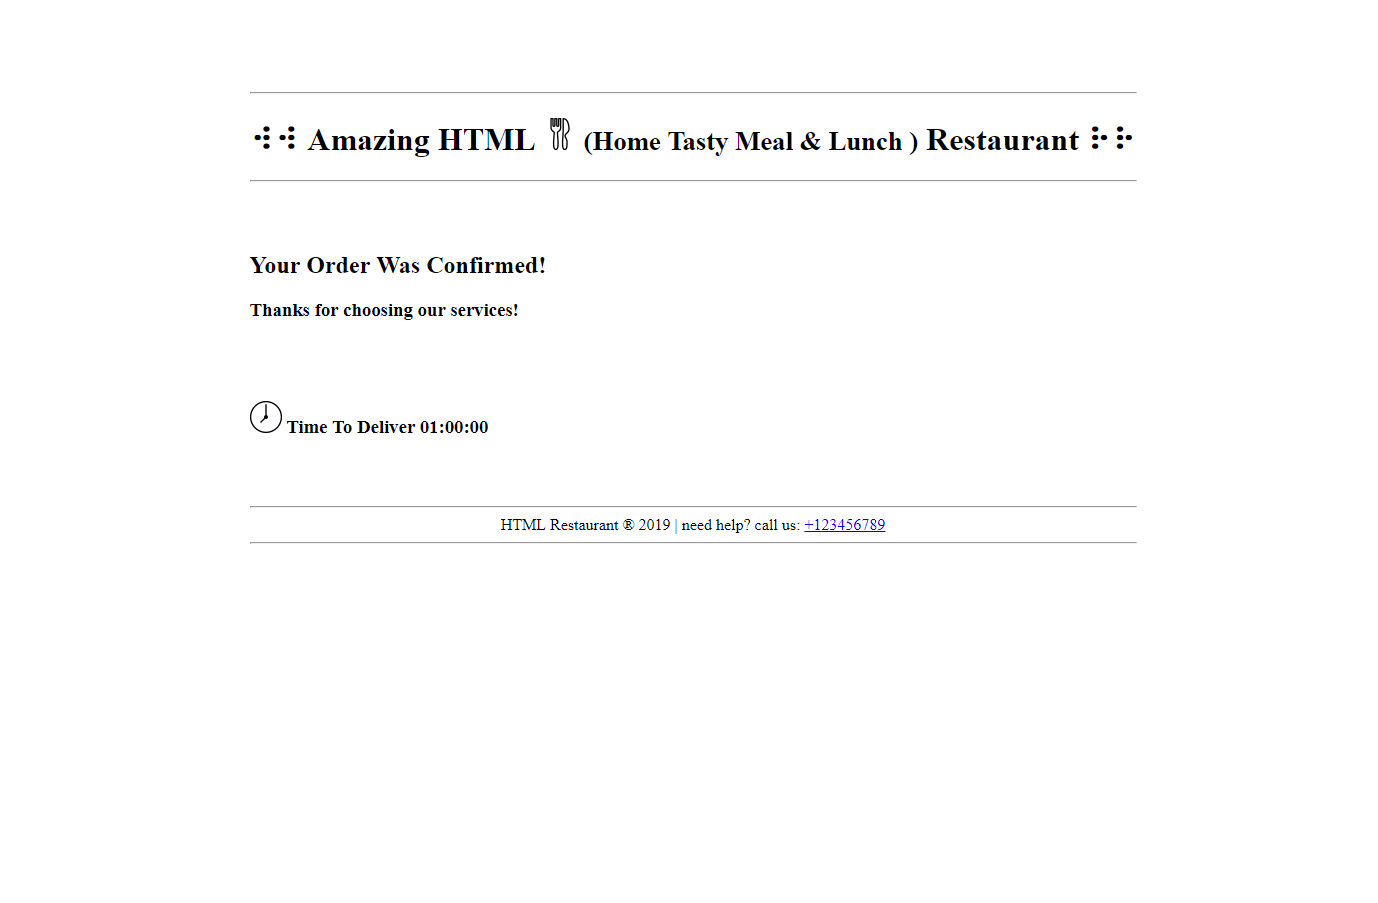 ⠺⠺ Amazing HTML 🍴 (Home Tasty Meal & Lunch ) Restaurant ⠗⠗
Your Order Was Confirmed!
Thanks for choosing our services!
Time To Deliver 01:00:00
HTML Restaurant ® 2019 | need help? call us: +123456789